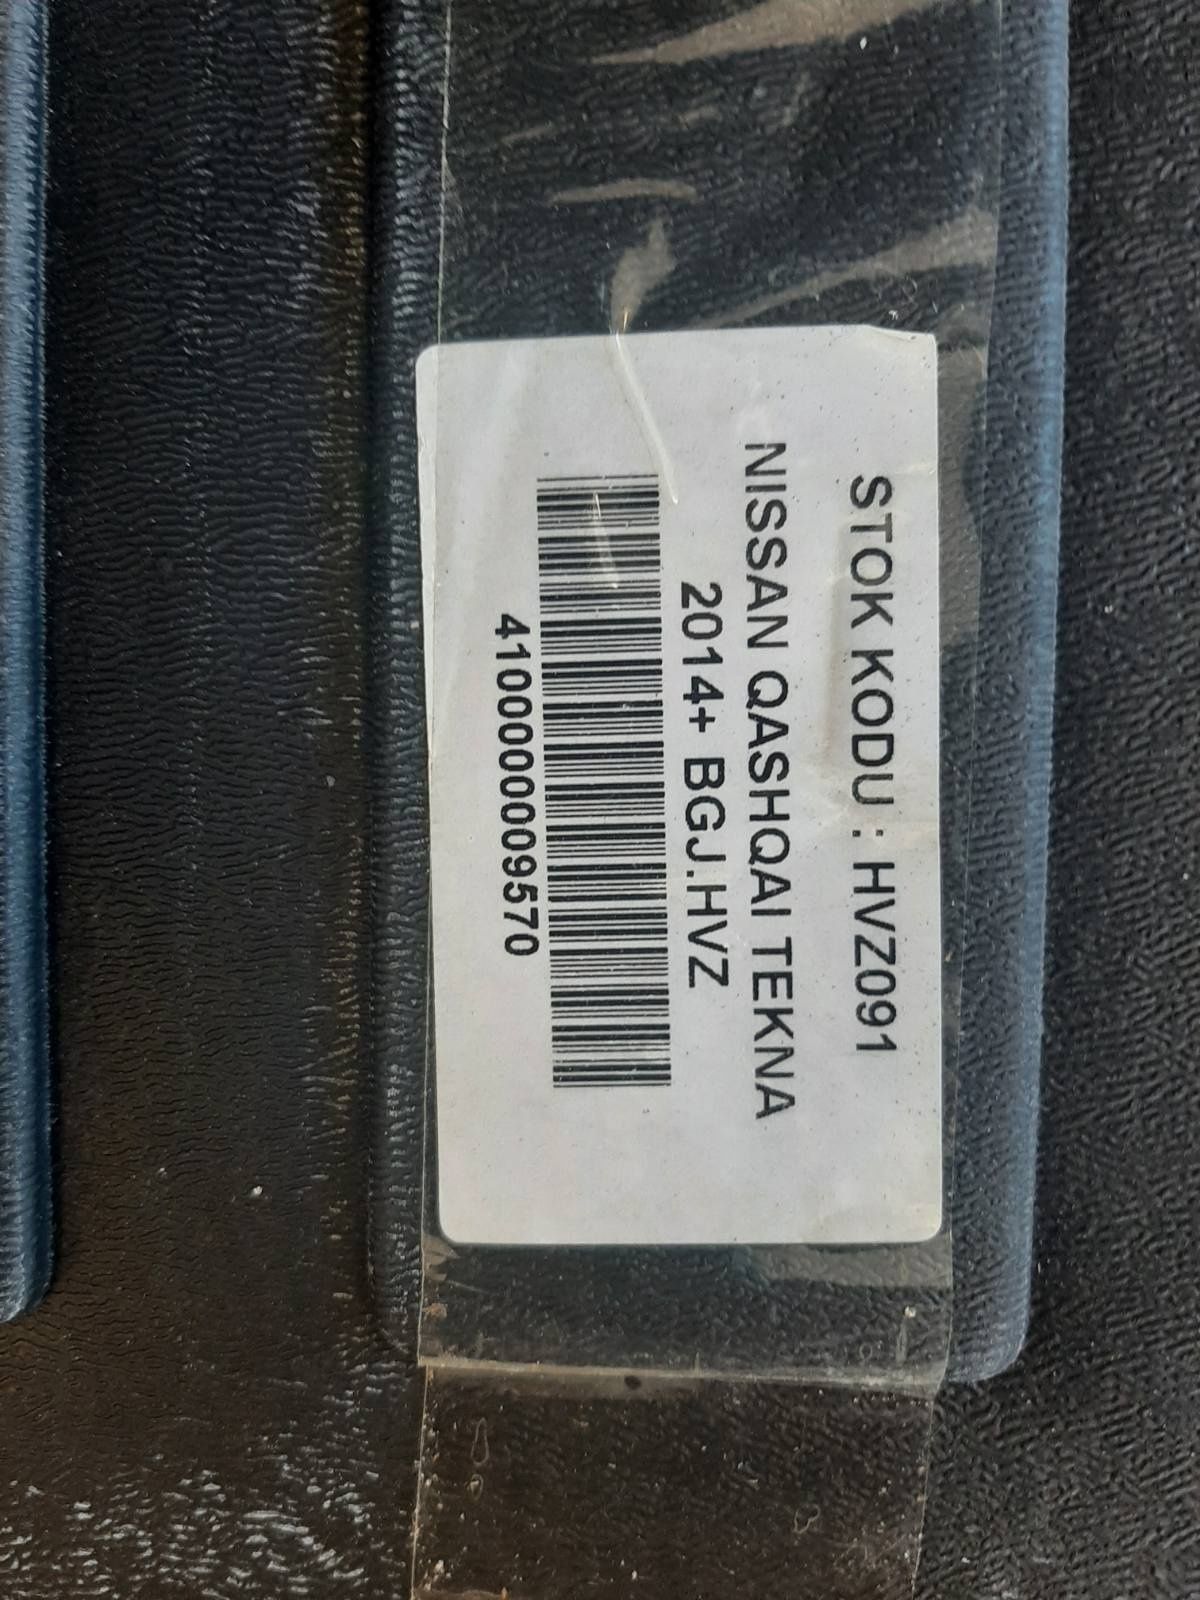 STOK KODU : HVZ091
NISSAN QASHQAI TEKNA
2014+ BGJ.HVZ
4100000009570